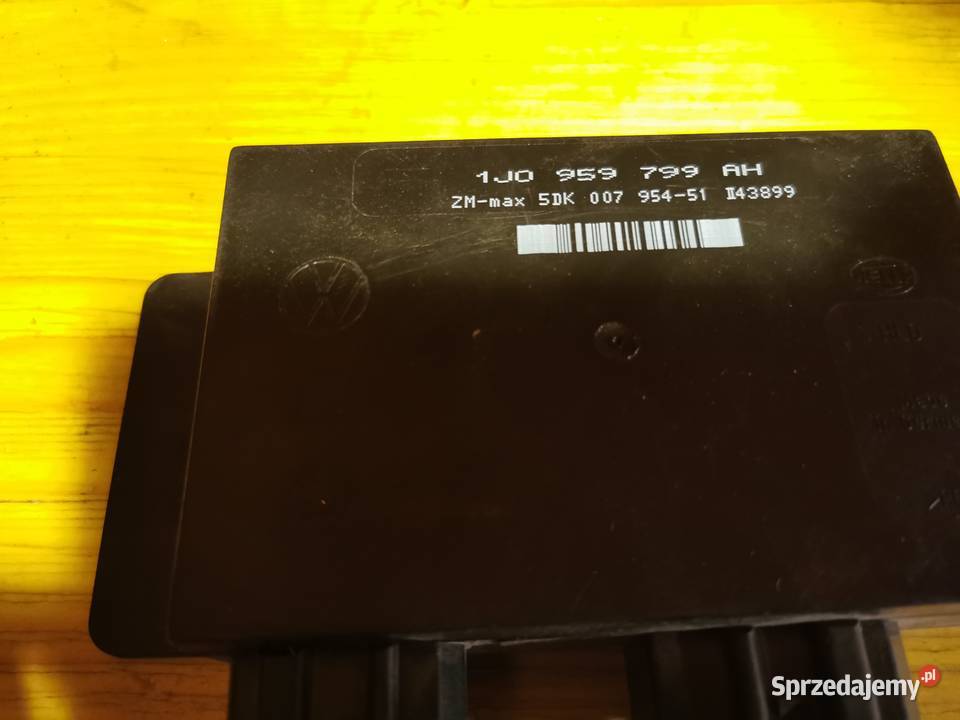 1J0 959 799 AH
ZM-max 5DK 007 954-51 II43899
Sprzedajemy.pl